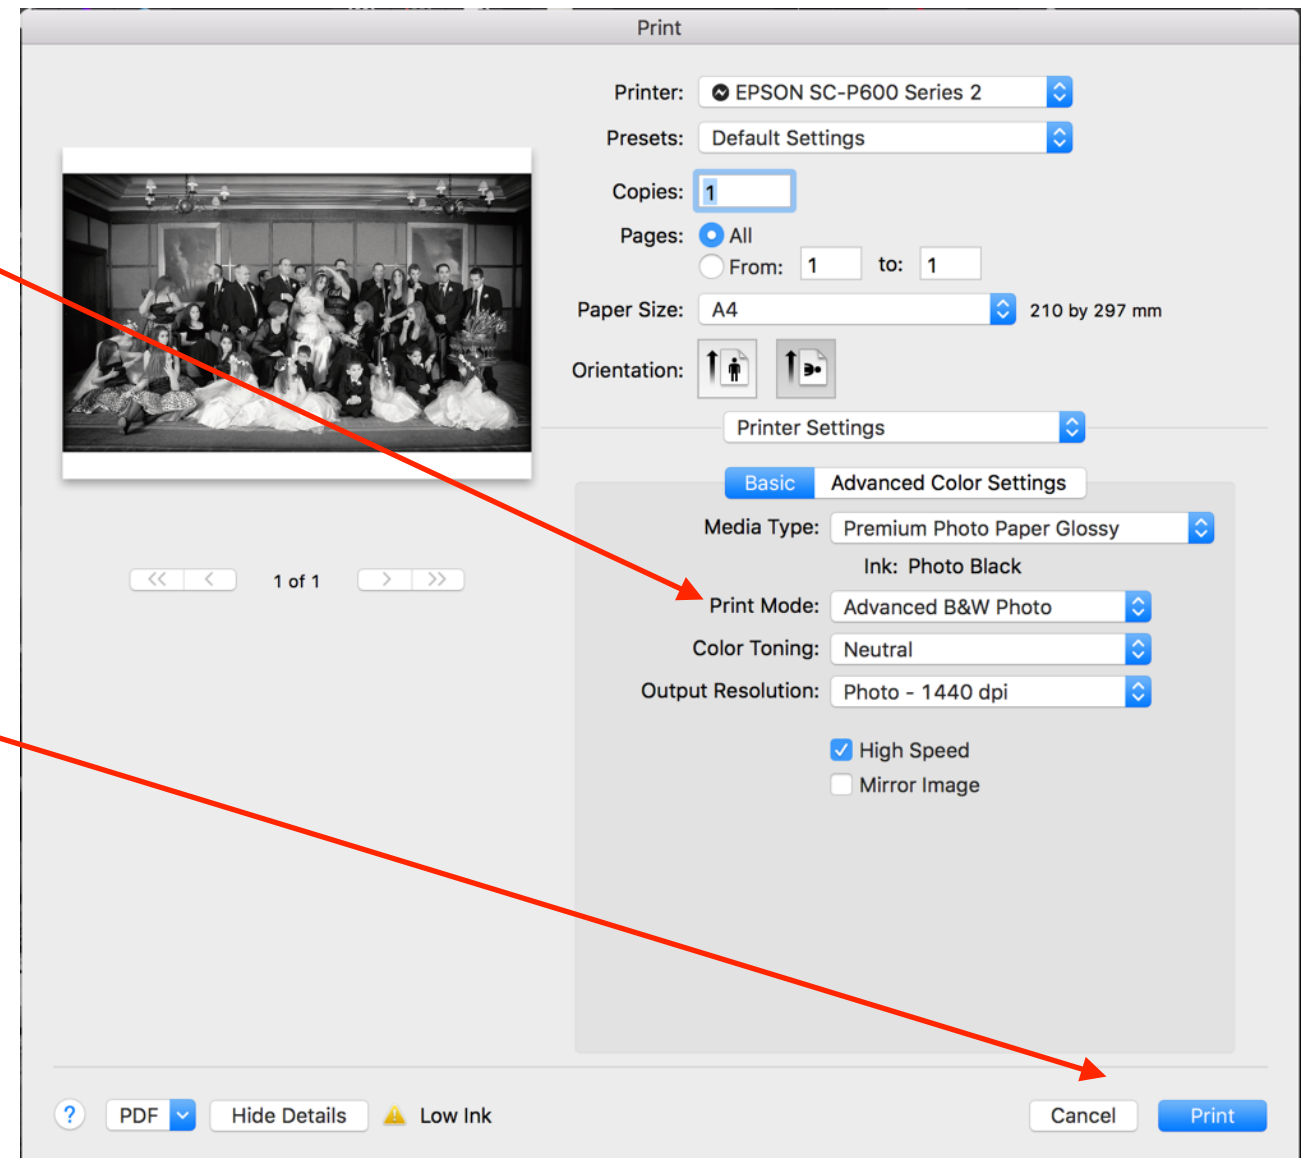 Print
Printer: EPSON SC-P600 Series 2
Presets: Default Settings
Copies: 1
Pages: All
From: 1 to: 1
Paper Size: A4 210 by 297 mm
Orientation:
Printer Settings
Basic Advanced Color Settings
Media Type: Premium Photo Paper Glossy
Ink: Photo Black
<< < 1 of 1 > >>
Print Mode: Advanced B&W Photo
Color Toning: Neutral
Output Resolution: Photo - 1440 dpi
High Speed
Mirror Image
? PDF Hide Details Low Ink Cancel Print